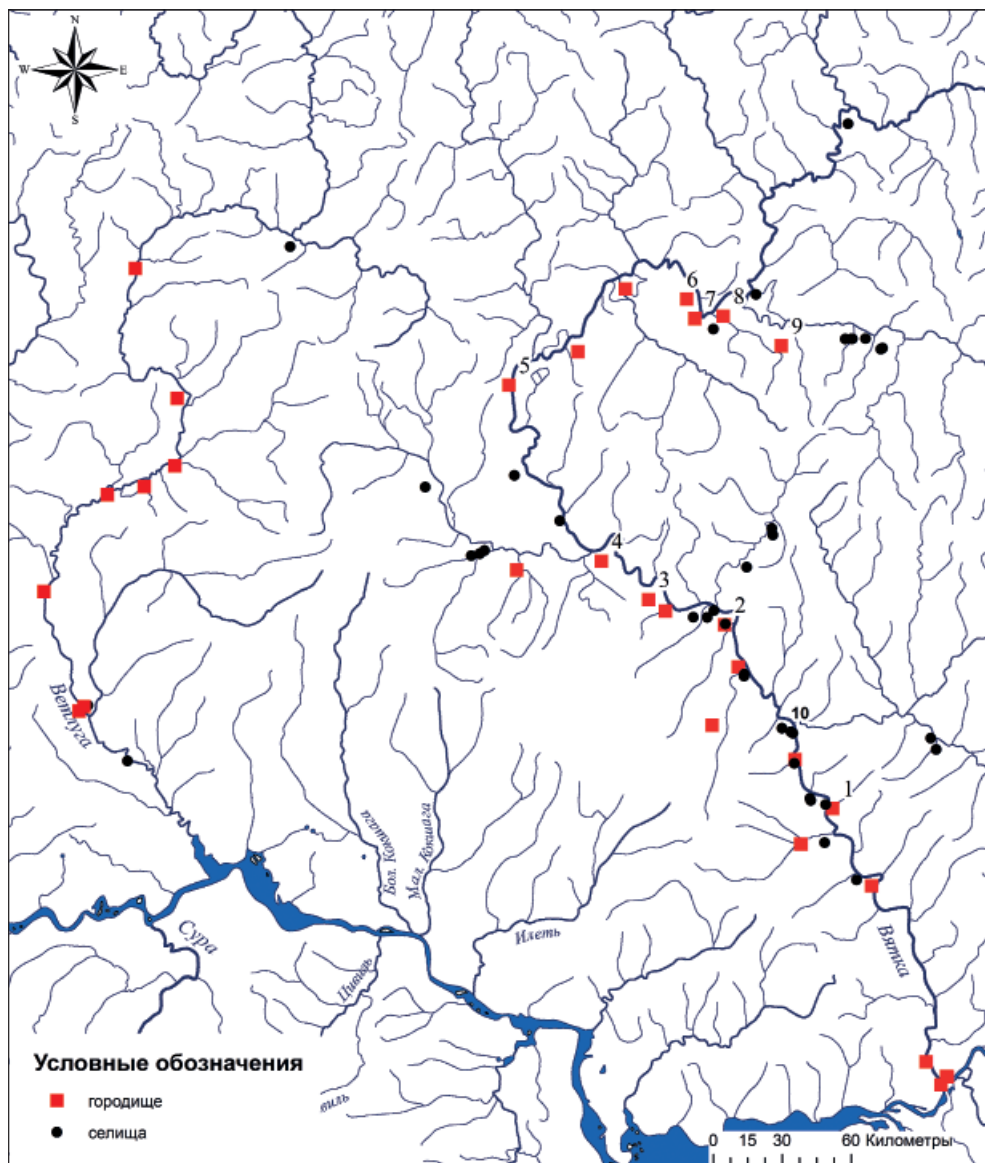 N
W E
S
6
7 8
9
5
4
3
2
10
1
Ветлуга
Бол. Кокшага
Мал. Кокшага
Сура
Цивиль
Илеть
Вятка
Условные обозначения
городище
селища
виль
0 15 30 60 Километры